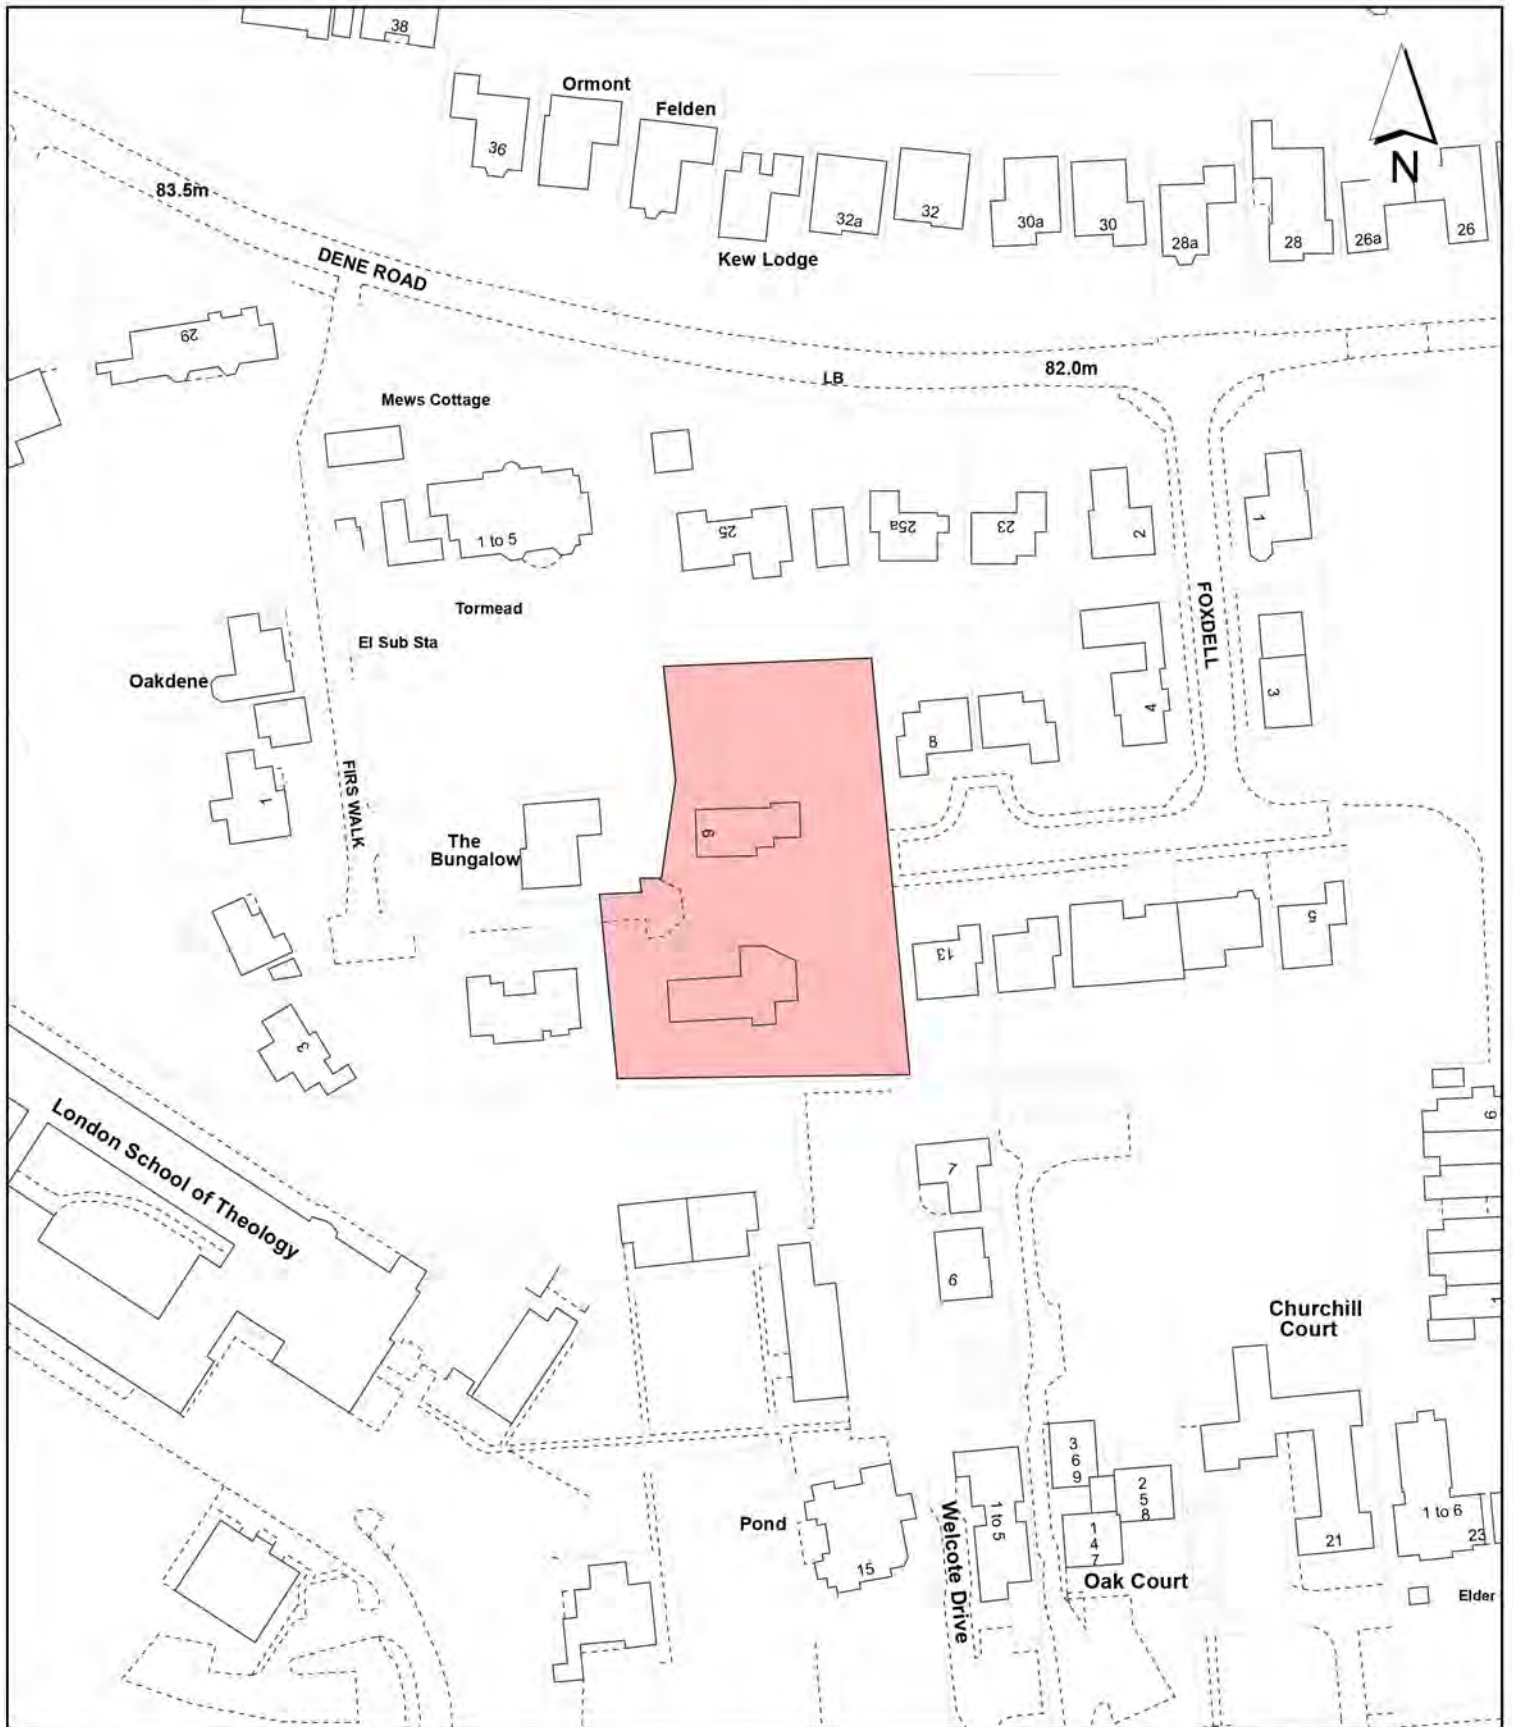 38
Ormont
Felden
36
N
83.5m
32a
32
30a
30
28a
28
26a
26
Kew Lodge
DENE ROAD
29
82.0m
LB
Mews Cottage
1 to 5
25
25a
23
2
1
FOXDELL
Tormead
El Sub Sta
Oakdene
3
4
8
1
FIRS WALK
The
Bungalow
9
13
5
3
London School of Theology
7
6
9
1
Churchill
Court
3
6
9
2
5
8
1
4
7
Oak Court
Pond
15
Welcote Drive
1 to 5
21
1 to 6
23
Elder